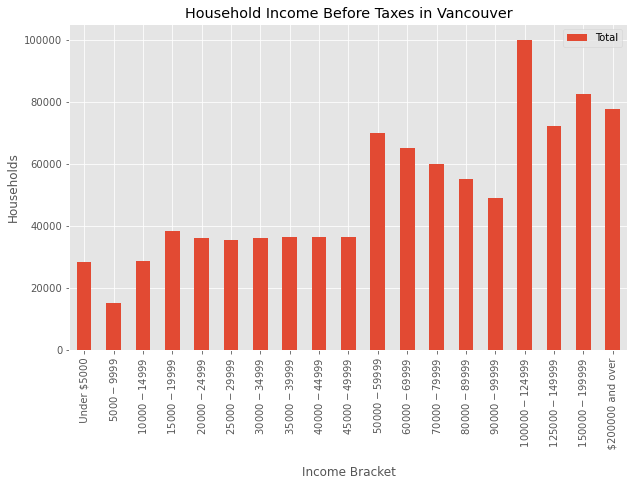 Household Income Before Taxes in Vancouver
Total
100000
80000
60000
40000
20000
0
Households
Under $5000
5000 − 9999
10000 − 14999
15000 − 19999
20000 − 24999
25000 − 29999
30000 − 34999
35000 − 39999
40000 − 44999
45000 − 49999
50000 − 59999
60000 − 69999
70000 − 79999
80000 − 89999
90000 − 99999
1000000 − 124999
125000 − 149999
150000 − 199999
$200000 and over
Income Bracket